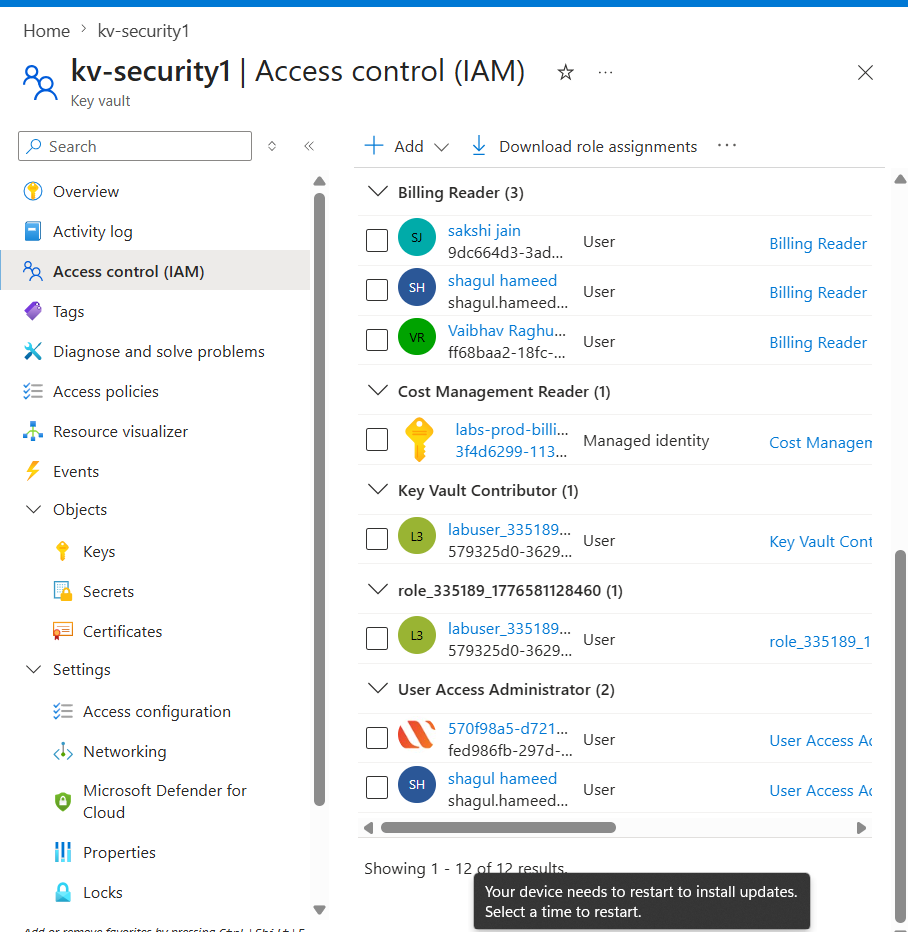 Home > kv-security1
kv-security1 | Access control (IAM)
Key vault
Search
Overview
Activity log
Access control (IAM)
Tags
Diagnose and solve problems
Access policies
Resource visualizer
Events
Objects
Keys
Secrets
Certificates
Settings
Access configuration
Networking
Microsoft Defender for
Cloud
Properties
Locks
Add or remove favorites by pressing Ctrl+Shift+F
Add
Download role assignments
Billing Reader (3)
SJ sakshi jain User Billing Reader
9dc664d3-3ad...
SH shagul hameed User Billing Reader
shagul.hameed...
VR Vaibhav Raghu... User Billing Reader
ff68baa2-18fc-...
Cost Management Reader (1)
labs-prod-billi... Managed identity Cost Managem
3f4d6299-113...
Key Vault Contributor (1)
L3 labuser_335189... User Key Vault Cont
579325d0-3629...
role_335189_1776581128460 (1)
L3 labuser_335189... User role_335189_1
579325d0-3629...
User Access Administrator (2)
570f98a5-d721... User User Access Ad
fed986fb-297d-...
SH shagul hameed User User Access Ad
shagul.hameed...
Showing 1 - 12 of 12 results.
Your device needs to restart to install updates.
Select a time to restart.